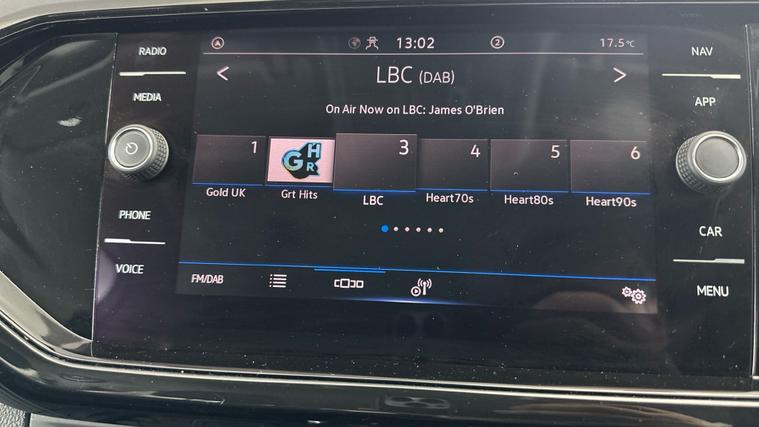 RADIO
MEDIA
PHONE
VOICE
13:02
2
17.5°C
< LBC (DAB) >
On Air Now on LBC: James O'Brien
1
GHR
3
4
5
6
Gold UK
Grt Hits
LBC
Heart70s
Heart80s
Heart90s
FM/DAB
NAV
APP
CAR
MENU